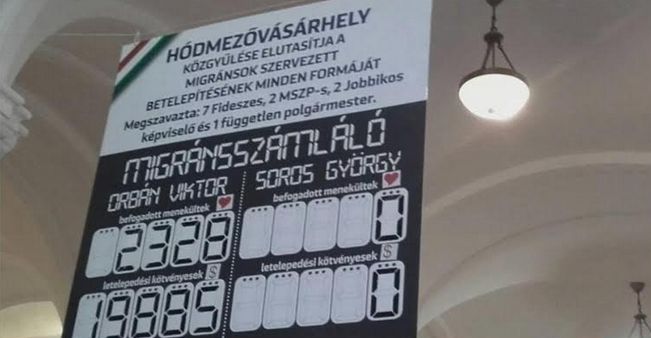 HÓDMEZŐVÁSÁRHELY
KÖZGYŰLÉSE ELUTASÍTJA A
MIGRÁNSOK SZERVEZETT
BETELEPÍTÉSÉNEK MINDEN FORMÁJÁT
Megszavazta: 7 Fideszes, 2 MSZP-s, 2 Jobbikos
képviselő és 1 független polgármester.
MIGRÁNSSZÁMLÁLÓ
ORBÁN VIKTOR SOROS GYÖRGY
befogadott menekültek befogadott menekültek
2328 0
letelepedési kötvényesek $ letelepedési kötvényesek $
19885 0